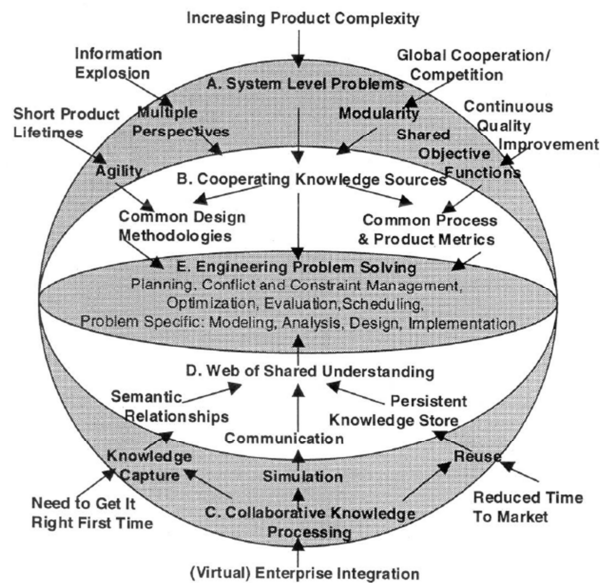 Increasing Product Complexity
Information
Explosion
Global Cooperation/
Competition
A. System Level Problems
Short Product
Lifetimes
Multiple
Perspectives
Modularity
Continuous
Quality
Improvement
Shared
Objective
Functions
Agility
B. Cooperating Knowledge Sources
Common Design
Methodologies
Common Process
& Product Metrics
E. Engineering Problem Solving
Planning, Conflict and Constraint Management,
Optimization, Evaluation,Scheduling,
Problem Specific: Modeling, Analysis, Design, Implementation
D. Web of Shared Understanding
Semantic
Relationships
Persistent
Knowledge Store
Communication
Knowledge
Capture
Reuse
Simulation
Need to Get It
Right First Time
Reduced Time
To Market
C. Collaborative Knowledge
Processing
(Virtual) Enterprise Integration